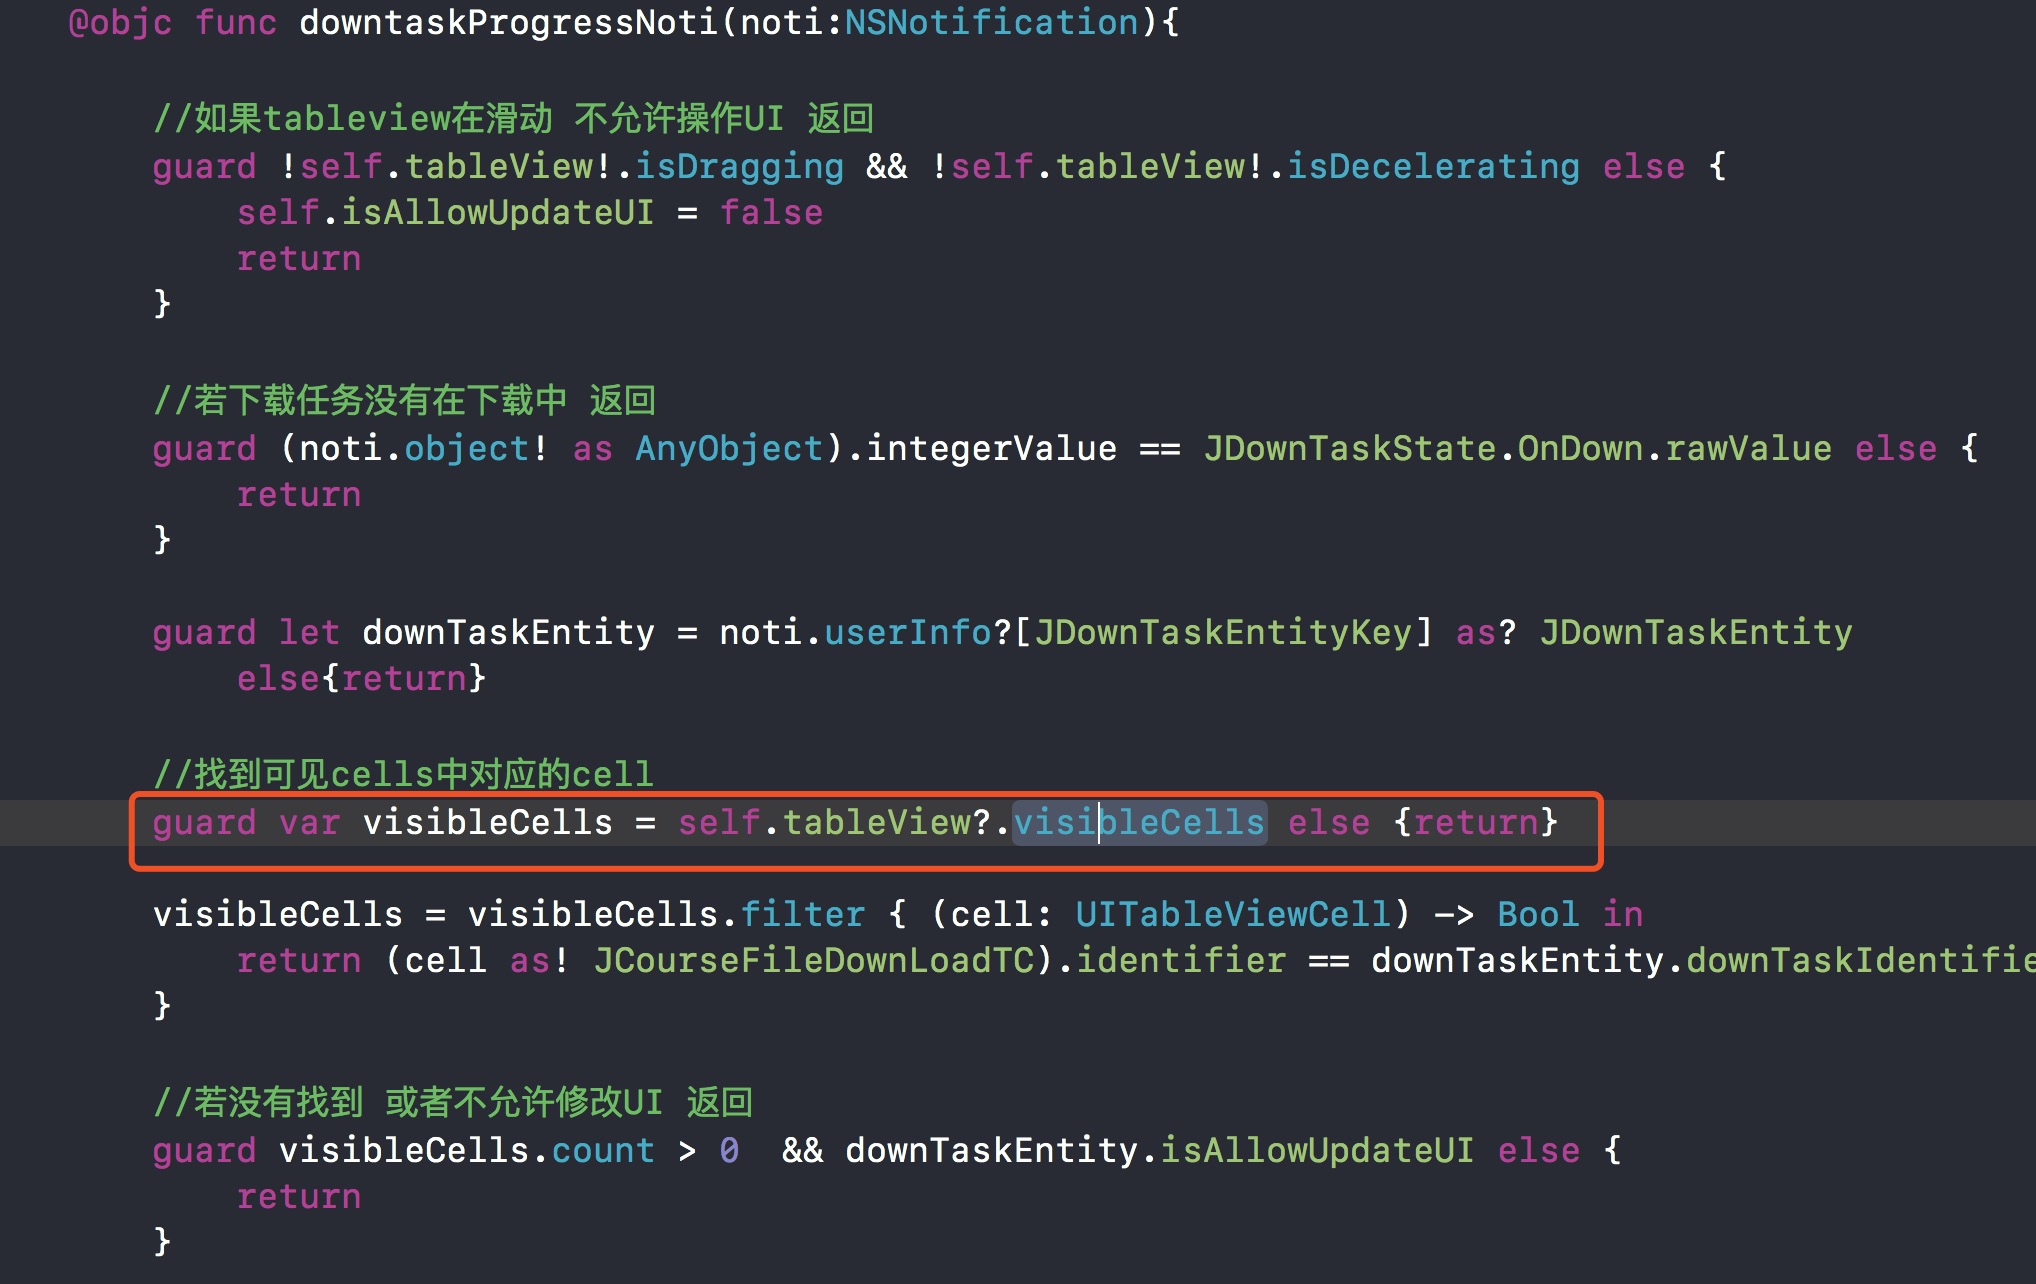 @objc func downtaskProgressNoti(noti:NSNotification){
//如果tableview在滑动 不允许操作UI 返回
guard !self.tableView!.isDragging && !self.tableView!.isDecelerating else {
self.isAllowUpdateUI = false
return
}
//若下载任务没有在下载中 返回
guard (noti.object! as AnyObject).integerValue == JDownTaskState.OnDown.rawValue else {
return
}
guard let downTaskEntity = noti.userInfo?[JDownTaskEntityKey] as? JDownTaskEntity
else{return}
//找到可见cells中对应的cell
guard var visibleCells = self.tableView?.visibleCells else {return}
visibleCells = visibleCells.filter { (cell: UITableViewCell) -> Bool in
return (cell as! JCourseFileDownLoadTC).identifier == downTaskEntity.downTaskIdentifie
}
//若没有找到 或者不允许修改UI 返回
guard visibleCells.count > 0  && downTaskEntity.isAllowUpdateUI else {
return
}